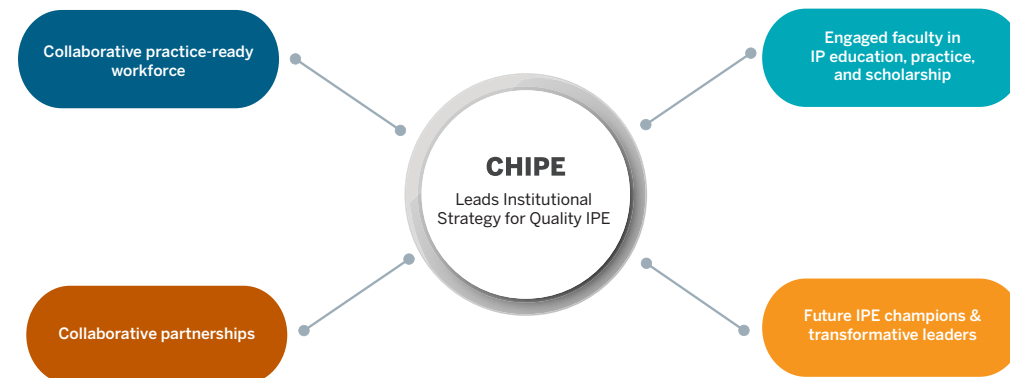 Collaborative practice-ready
workforce
Engaged faculty in
IP education, practice,
and scholarship
CHIPE
Leads Institutional
Strategy for Quality IPE
Collaborative partnerships
Future IPE champions &
transformative leaders